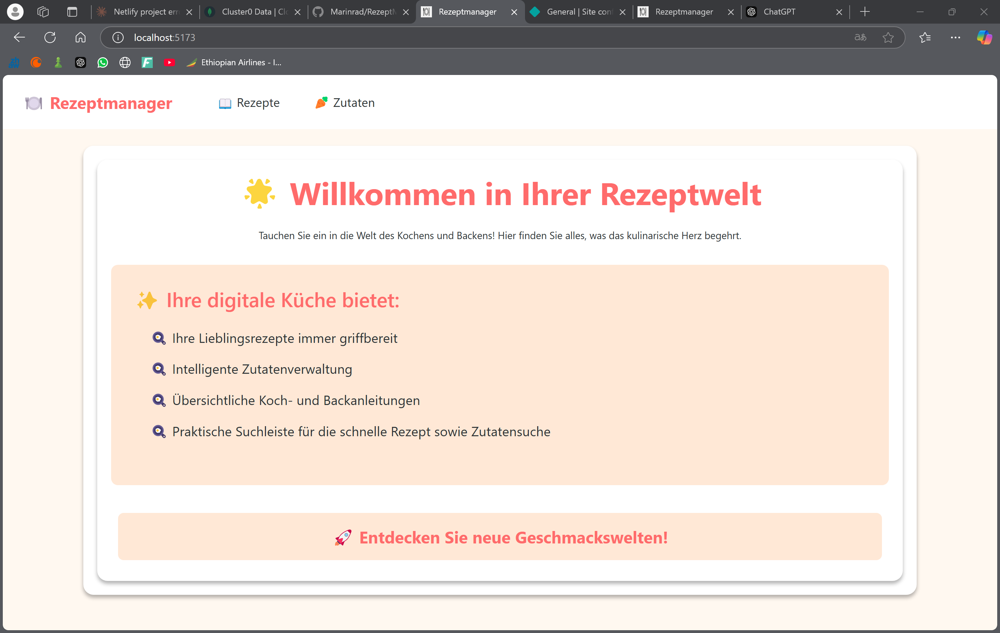 Netlify project err
Cluster0 Data | Clo
Marinrad/RezeptM
Rezeptmanager
General | Site conf
Rezeptmanager
ChatGPT
localhost:5173
zhaw
Ethiopian Airlines - I...
Rezeptmanager
Rezepte
Zutaten
Willkommen in Ihrer Rezeptwelt
Tauchen Sie ein in die Welt des Kochens und Backens! Hier finden Sie alles, was das kulinarische Herz begehrt.
Ihre digitale Küche bietet:
Ihre Lieblingsrezepte immer griffbereit
Intelligente Zutatenverwaltung
Übersichtliche Koch- und Backanleitungen
Praktische Suchleiste für die schnelle Rezept sowie Zutatensuche
Entdecken Sie neue Geschmackswelten!